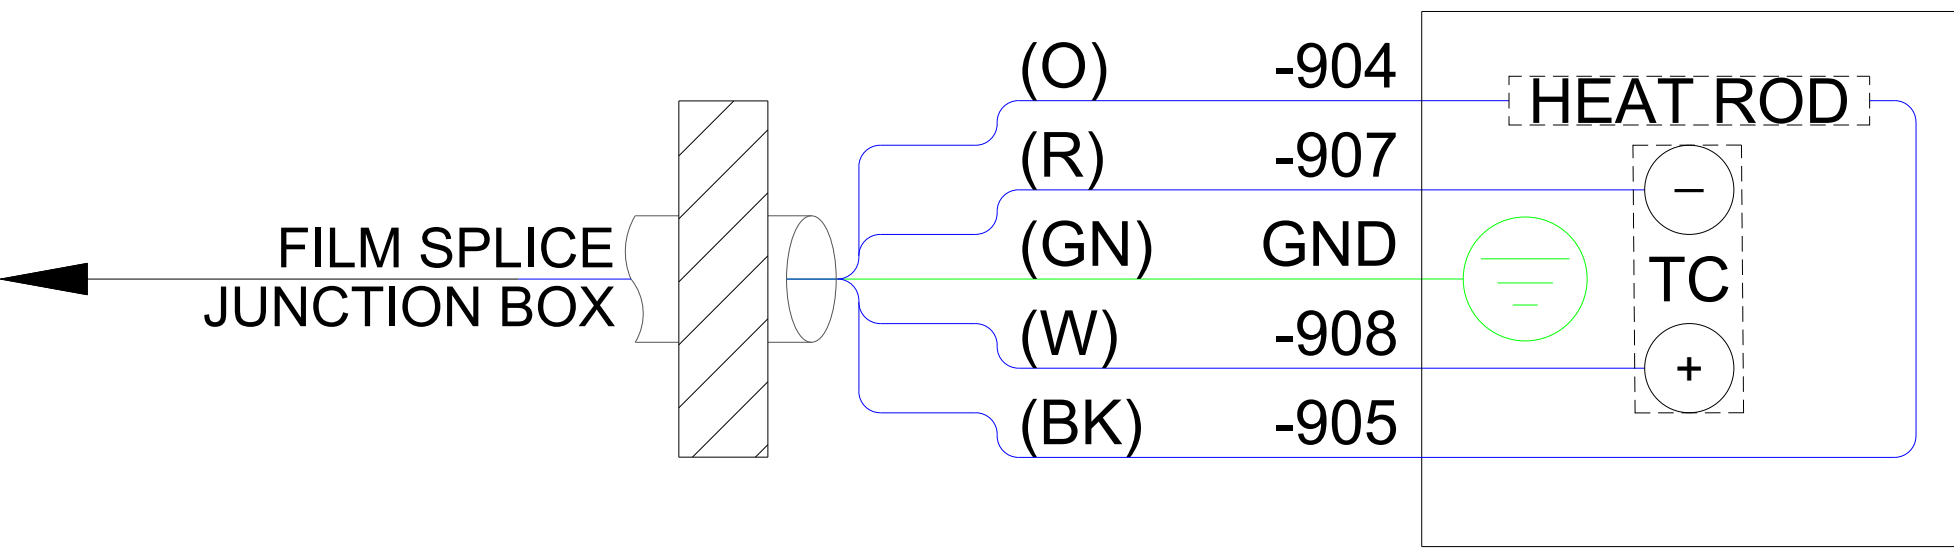 (O) -904
HEAT ROD
(R) -907
−
FILM SPLICE
JUNCTION BOX
(GN) GND
TC
(W) -908
+
(BK) -905